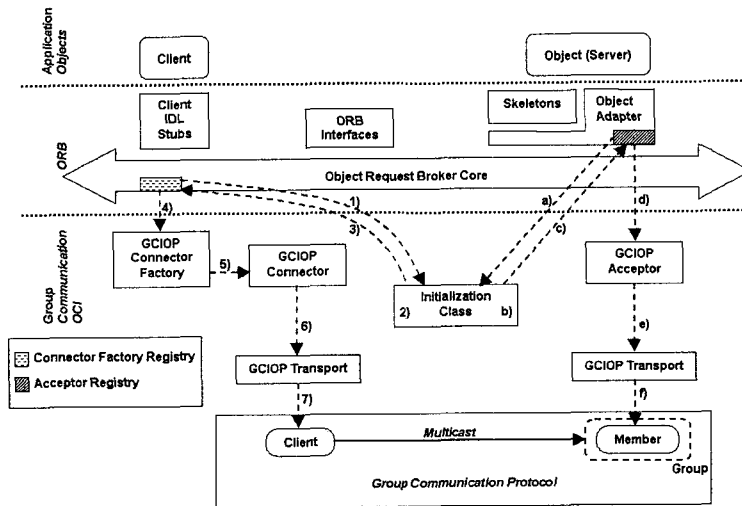 Application
Objects
Client
Object (Server)
Client
IDL
Stubs
ORB
Interfaces
Skeletons
Object
Adapter
ORB
Object Request Broker Core
1)
3)
4)
a)
c)
d)
Group
Communication
OCI
GCIOP
Connector
Factory
5)
GCIOP
Connector
2)
Initialization
Class
b)
GCIOP
Acceptor
6)
e)
Connector Factory Registry
Acceptor Registry
GCIOP Transport
GCIOP Transport
7)
f)
Client
Multicast
Member
Group
Group Communication Protocol